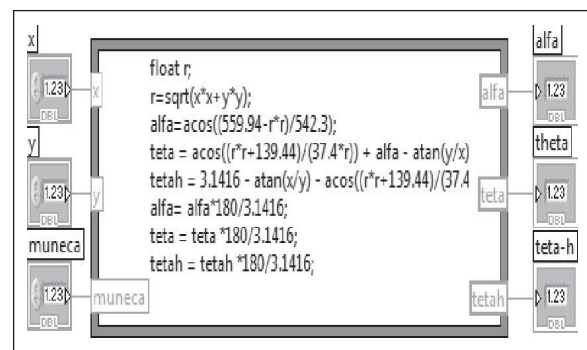 x
1.23
DBL
x
y
1.23
DBL
y
muneca
1.23
DBL
muneca
float r;
r=sqrt(x*x+y*y);
alfa=acos((559.94-r*r)/542.3);
teta = acos((r*r+139.44)/(37.4*r)) + alfa - atan(y/x)
tetah = 3.1416 - atan(x/y) - acos((r*r+139.44)/(37.4
alfa= alfa*180/3.1416;
teta = teta *180/3.1416;
tetah = tetah *180/3.1416;
alfa
alfa
1.23
DBL
theta
teta
1.23
DBL
teta-h
tetah
1.23
DBL